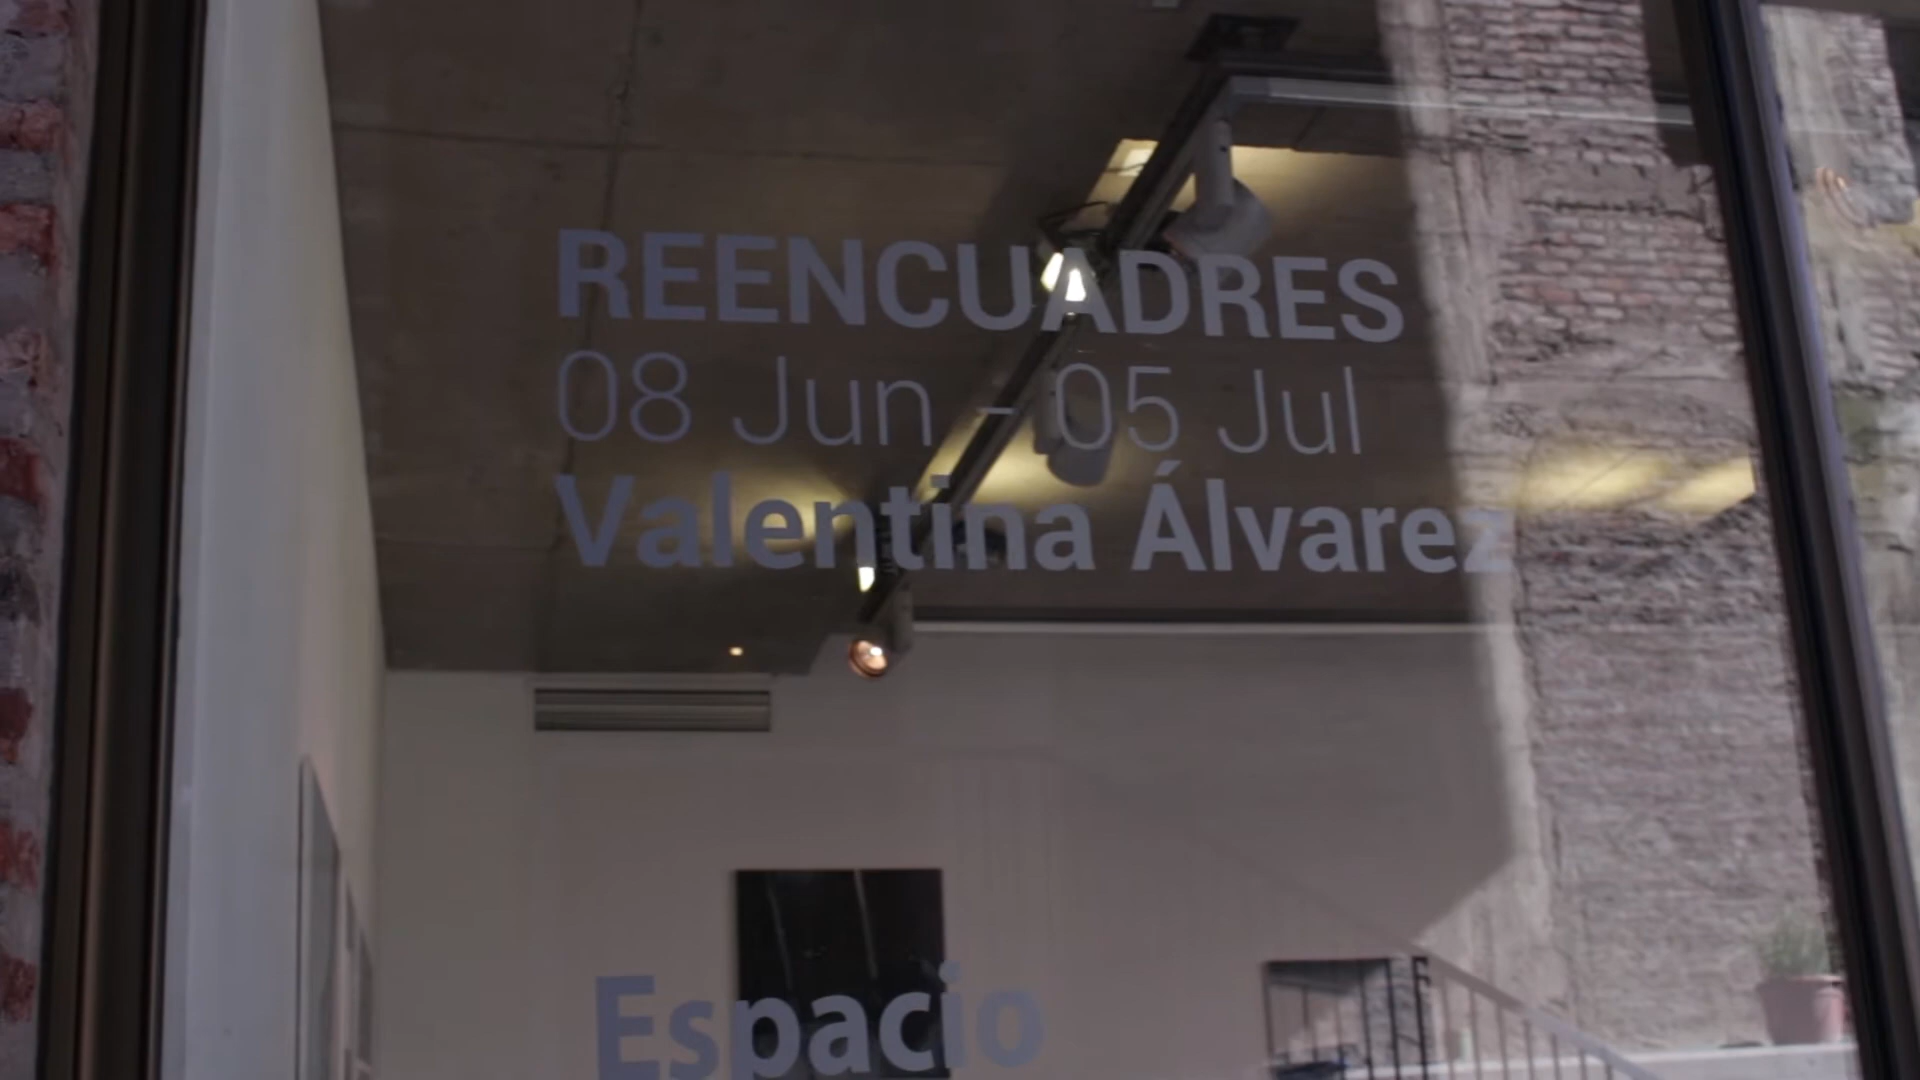 REENCUADRES
08 Jun - 05 Jul
Valentina Álvarez
Espacio